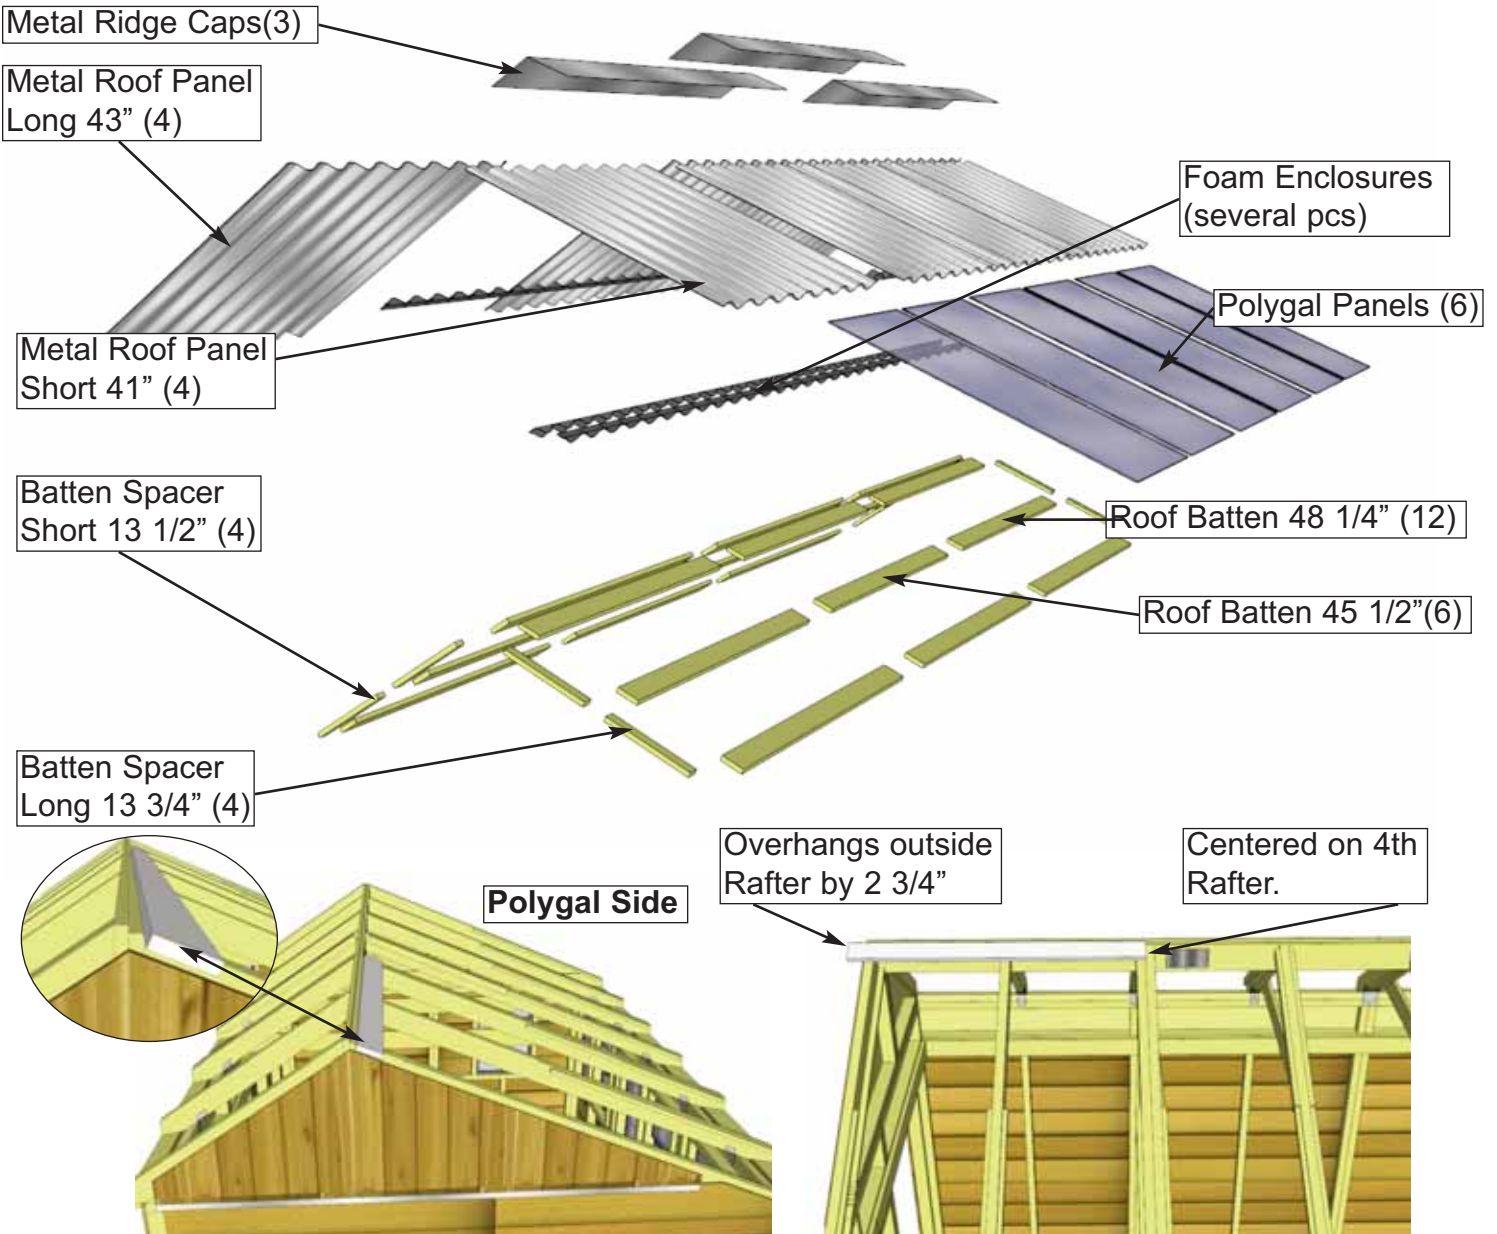 Metal Ridge Caps(3)
Metal Roof Panel
Long 43” (4)
Foam Enclosures
(several pcs)
Polygal Panels (6)
Metal Roof Panel
Short 41” (4)
Batten Spacer
Short 13 1/2” (4)
Roof Batten 48 1/4” (12)
Roof Batten 45 1/2”(6)
Batten Spacer
Long 13 3/4” (4)
Polygal Side
Overhangs outside
Rafter by 2 3/4”
Centered on 4th
Rafter.